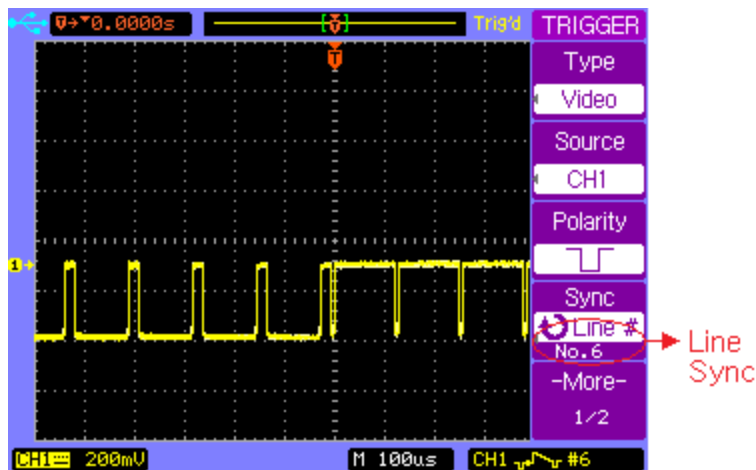 0.0000s
T
Trig'd
TRIGGER
T
Type
Video
Source
CH1
Polarity
1
Sync
Line #
No.6
Line
Sync
-More-
1/2
CH1 200mV
M 100us
CH1 #6